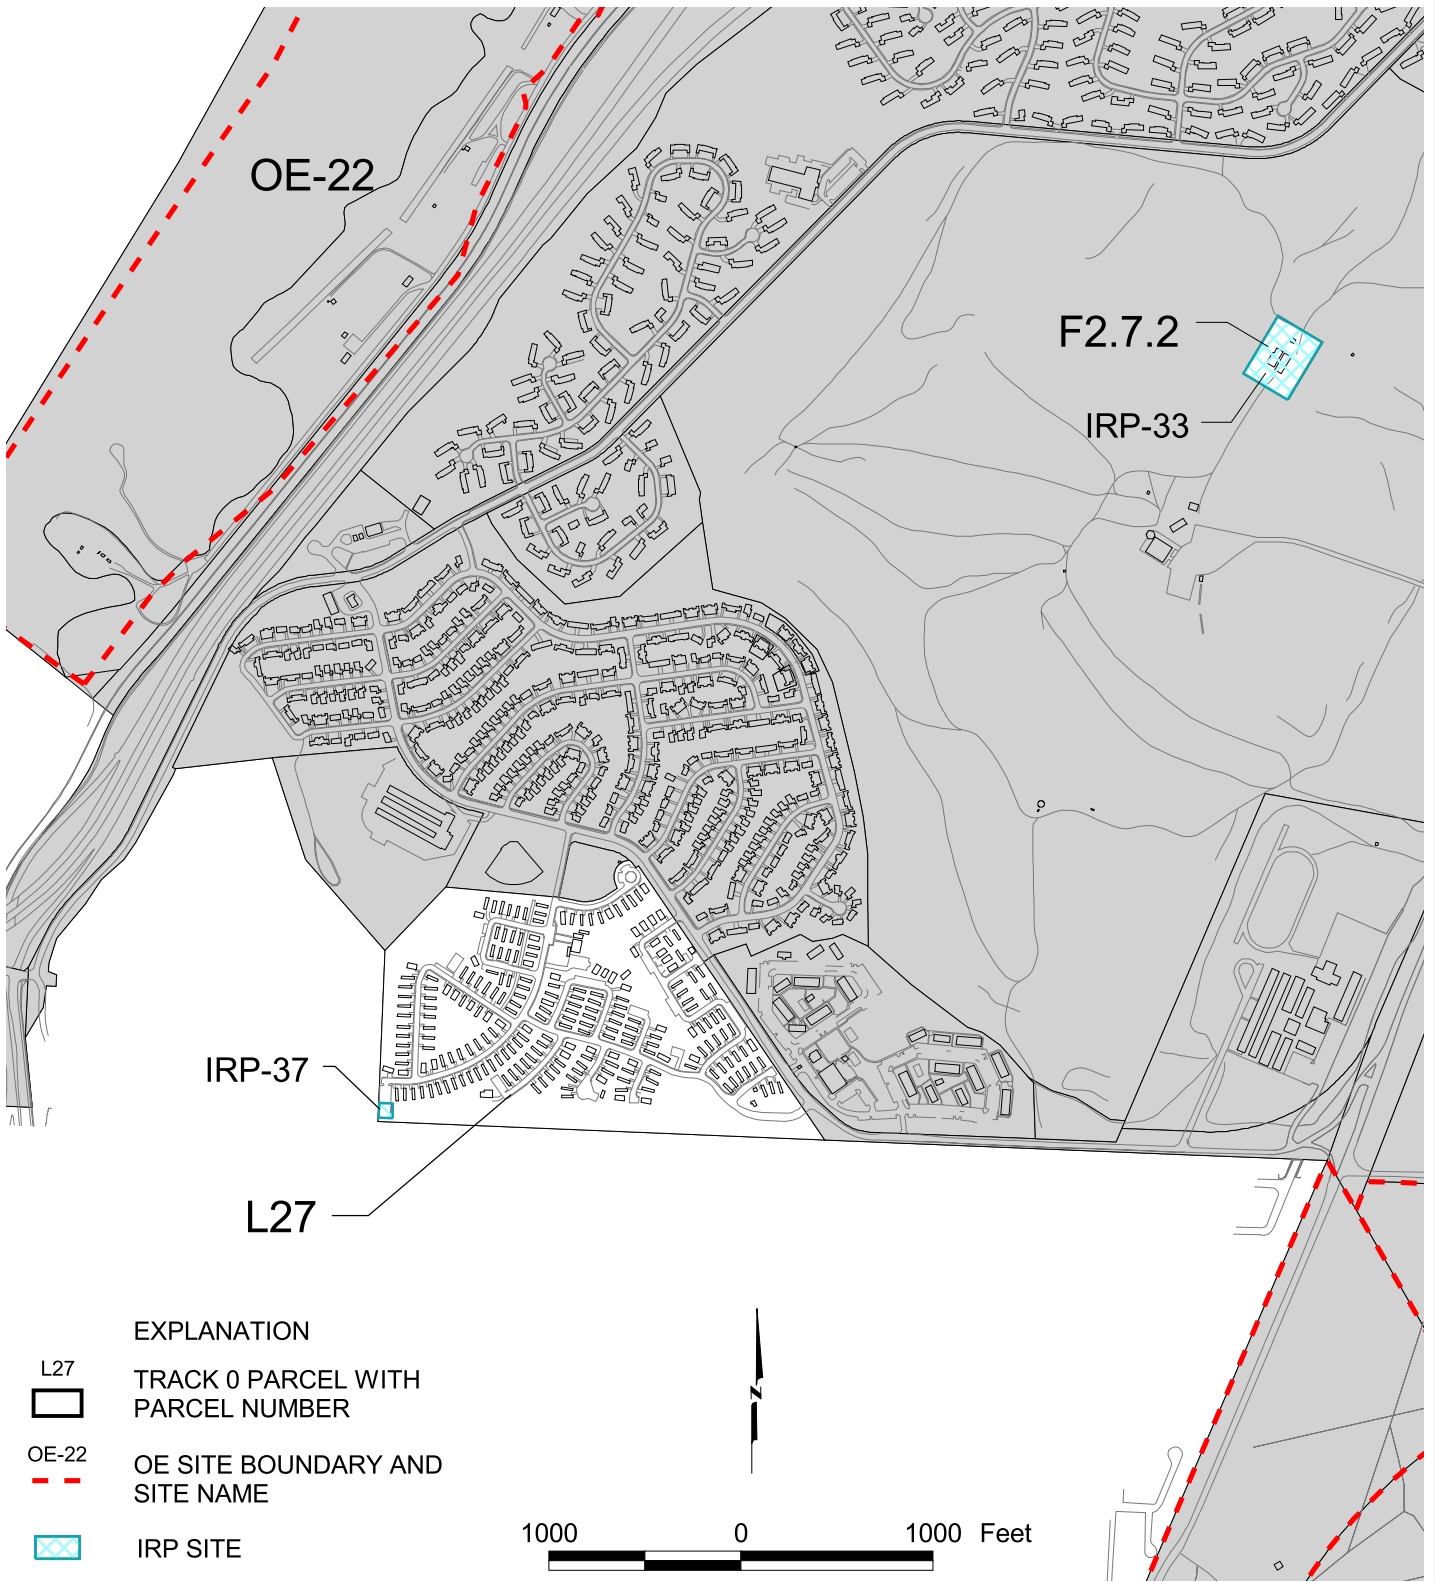 OE-22
F2.7.2
IRP-33
IRP-37
L27
EXPLANATION
L27
TRACK 0 PARCEL WITH
PARCEL NUMBER
OE-22
OE SITE BOUNDARY AND
SITE NAME
IRP SITE
N
1000 0 1000 Feet